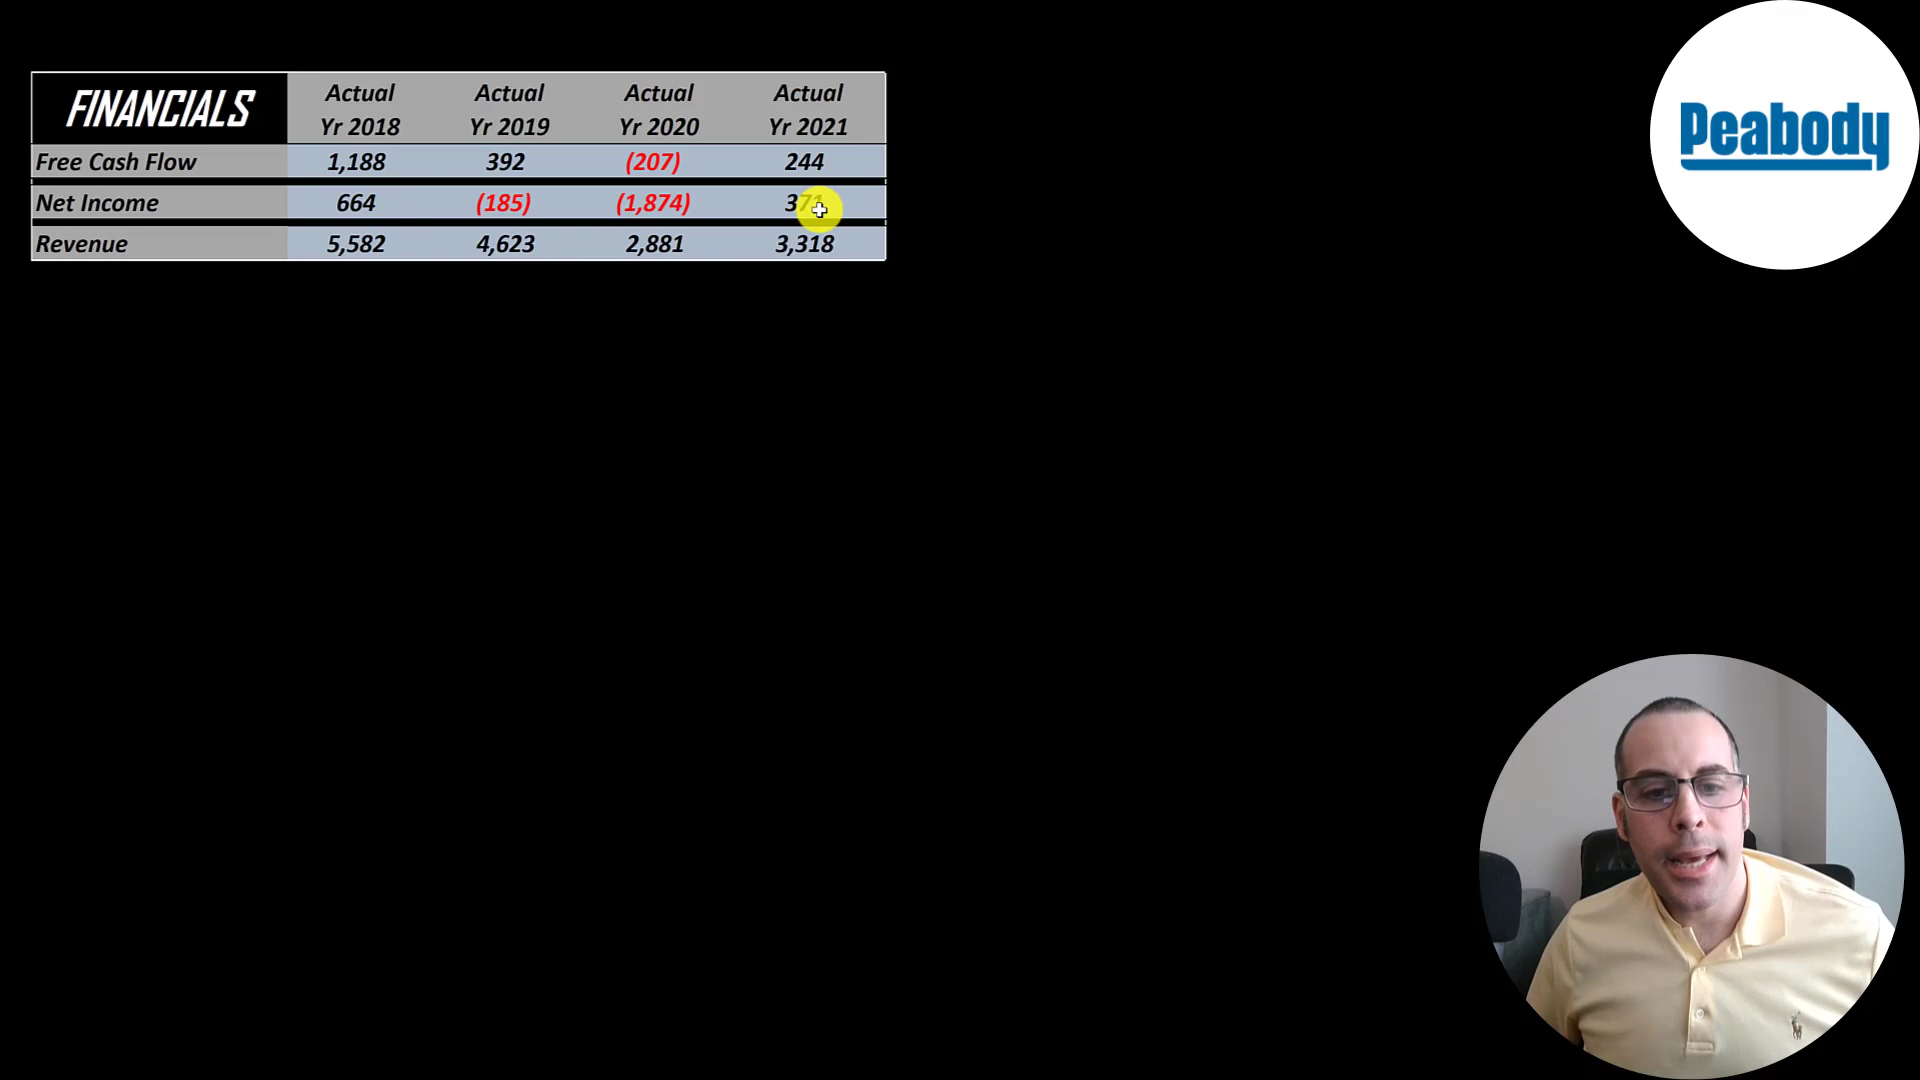 Peabody
FINANCIALS Actual Yr 2018 Actual Yr 2019 Actual Yr 2020 Actual Yr 2021
Free Cash Flow 1,188 392 (207) 244
Net Income 664 (185) (1,874) 371
Revenue 5,582 4,623 2,881 3,318